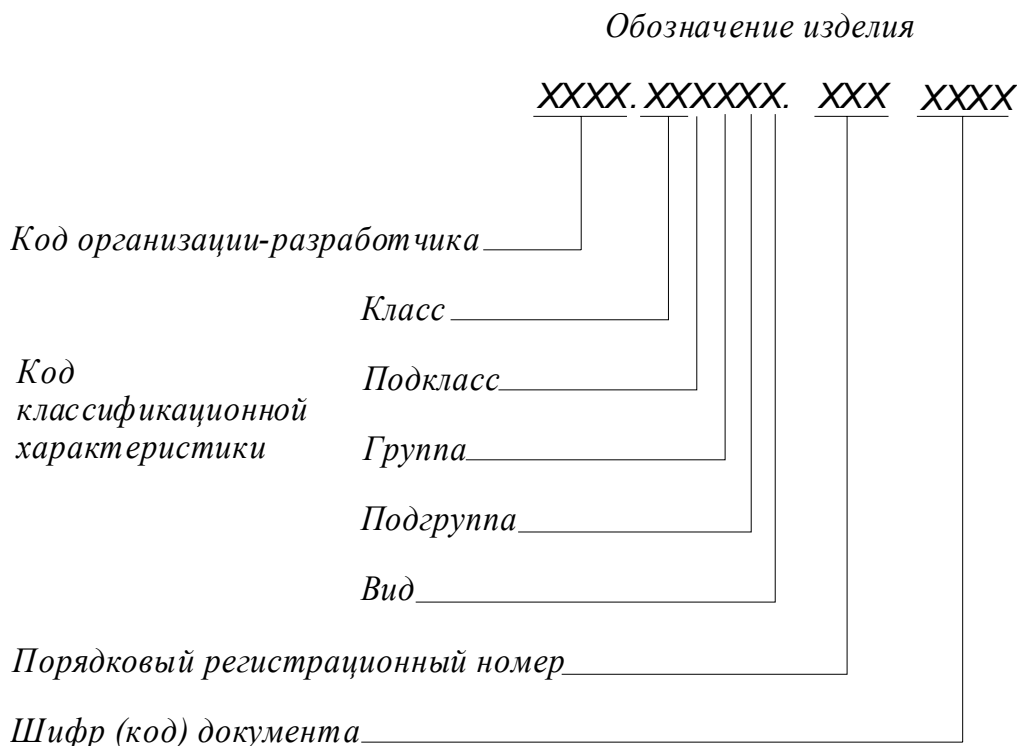 Обозначение изделия
XXXX.XXXXXX. XXX XXXX
Код организации-разработчика
Класс
Код
классификационной
характеристики
Подкласс
Группа
Подгруппа
Вид
Порядковый регистрационный номер
Шифр (код) документа